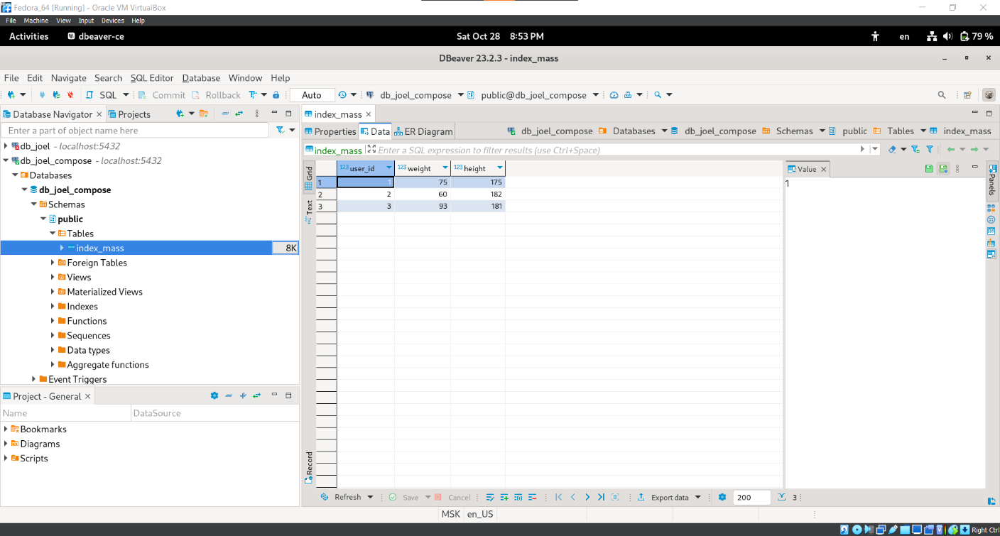 Fedora_64 [Running] - Oracle VM VirtualBox
File Machine View Input Devices Help
Activities dbeaver-ce Sat Oct 28 8:53 PM en 79 %
DBeaver 23.2.3 - index_mass
File Edit Navigate Search SQL Editor Database Window Help
SQL Commit Rollback T Auto db_joel_compose public@db_joel_compose
Database Navigator Projects
Enter a part of object name here
db_joel - localhost:5432
db_joel_compose - localhost:5432
Databases
db_joel_compose
Schemas
public
Tables
index_mass 8K
Foreign Tables
Views
Materialized Views
Indexes
Functions
Sequences
Data types
Aggregate functions
Event Triggers
Project - General
Name DataSource
Bookmarks
Diagrams
Scripts
index_mass
Properties Data ER Diagram db_joel_compose Databases db_joel_compose Schemas public Tables index_mass
index_mass Enter a SQL expression to filter results (use Ctrl+Space)
Grid
Text
Record
123 user_id 123 weight 123 height
1 1 75 175
2 2 60 182
3 3 93 181
Value
1
Panels
Refresh Save Cancel Export data 200 3
MSK en_US
Right Ctrl